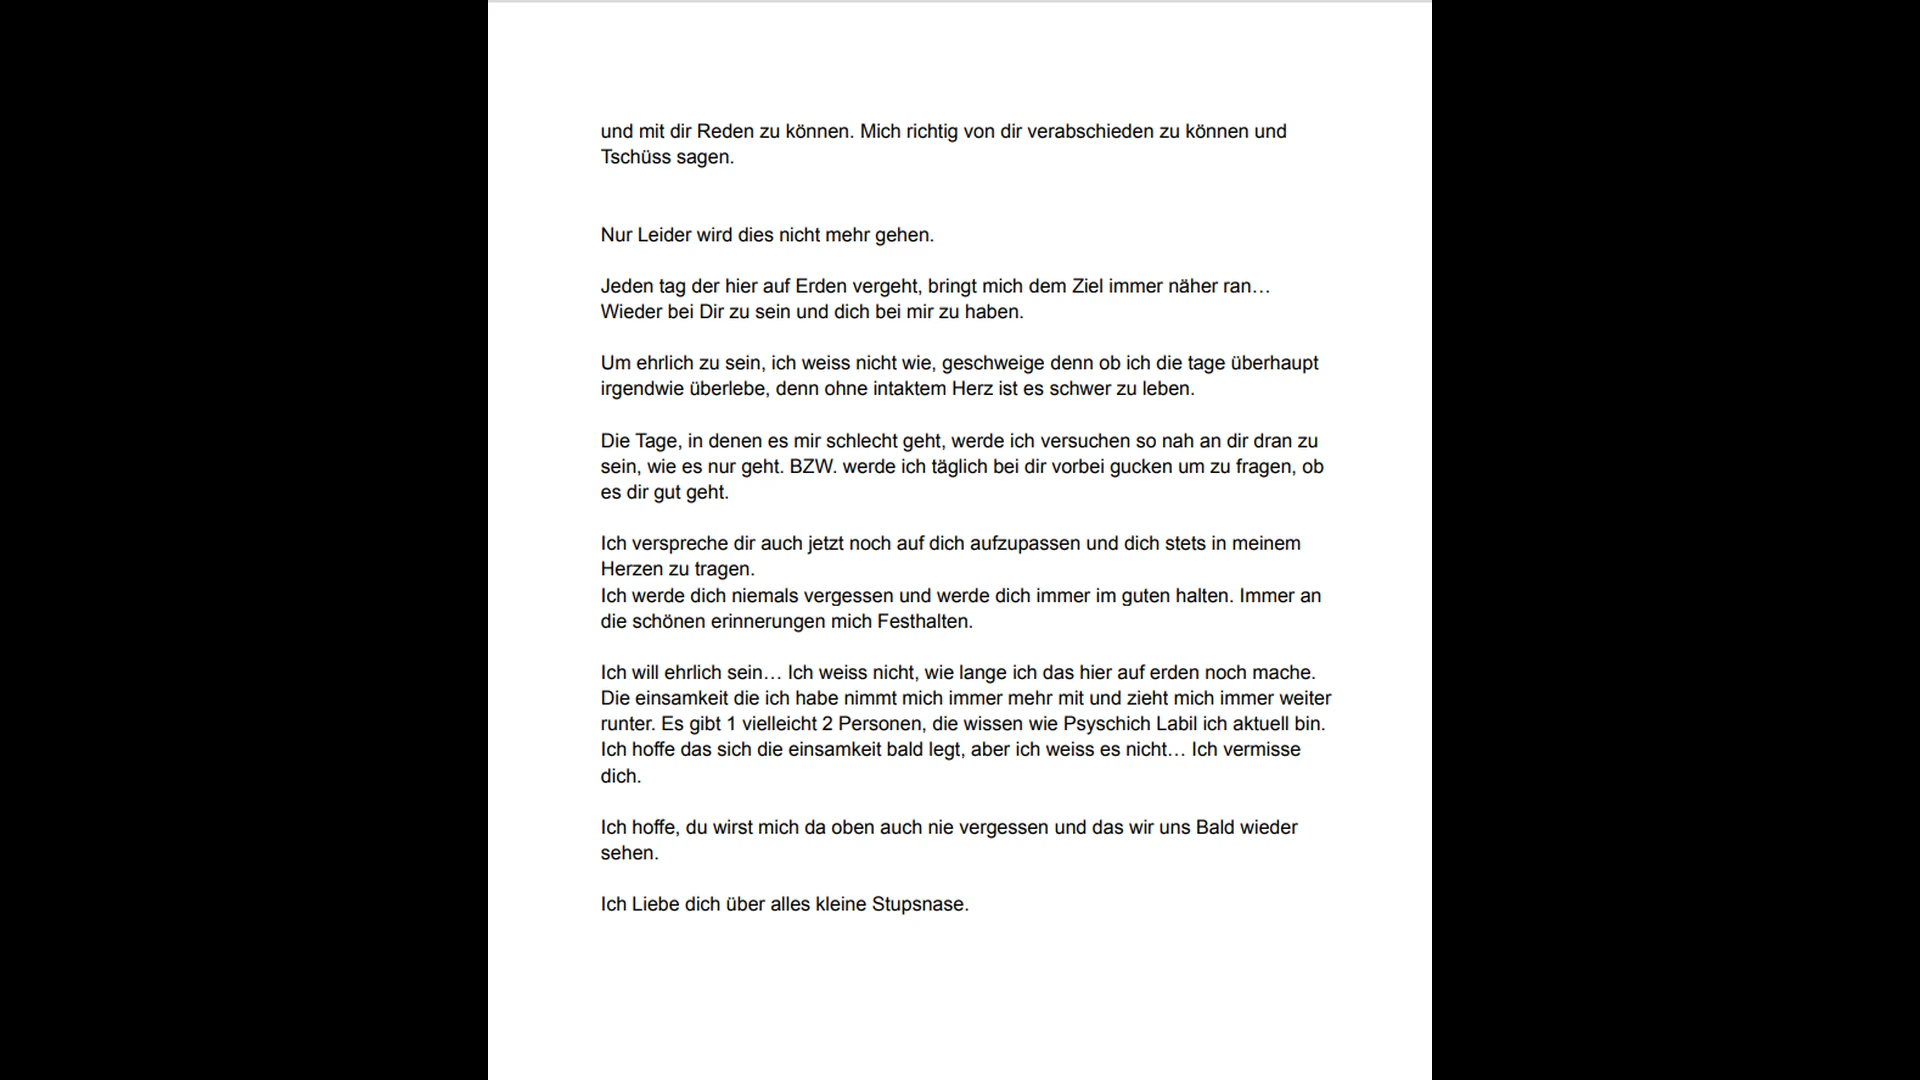 und mit dir Reden zu können. Mich richtig von dir verabschieden zu können und
Tschüss sagen.
Nur Leider wird dies nicht mehr gehen.
Jeden tag der hier auf Erden vergeht, bringt mich dem Ziel immer näher ran…
Wieder bei Dir zu sein und dich bei mir zu haben.
Um ehrlich zu sein, ich weiss nicht wie, geschweige denn ob ich die tage überhaupt
irgendwie überlebe, denn ohne intaktem Herz ist es schwer zu leben.
Die Tage, in denen es mir schlecht geht, werde ich versuchen so nah an dir dran zu
sein, wie es nur geht. BZW. werde ich täglich bei dir vorbei gucken um zu fragen, ob
es dir gut geht.
Ich verspreche dir auch jetzt noch auf dich aufzupassen und dich stets in meinem
Herzen zu tragen.
Ich werde dich niemals vergessen und werde dich immer im guten halten. Immer an
die schönen erinnerungen mich Festhalten.
Ich will ehrlich sein… Ich weiss nicht, wie lange ich das hier auf erden noch mache.
Die einsamkeit die ich habe nimmt mich immer mehr mit und zieht mich immer weiter
runter. Es gibt 1 vielleicht 2 Personen, die wissen wie Psyschich Labil ich aktuell bin.
Ich hoffe das sich die einsamkeit bald legt, aber ich weiss es nicht… Ich vermisse
dich.
Ich hoffe, du wirst mich da oben auch nie vergessen und das wir uns Bald wieder
sehen.
Ich Liebe dich über alles kleine Stupsnase.